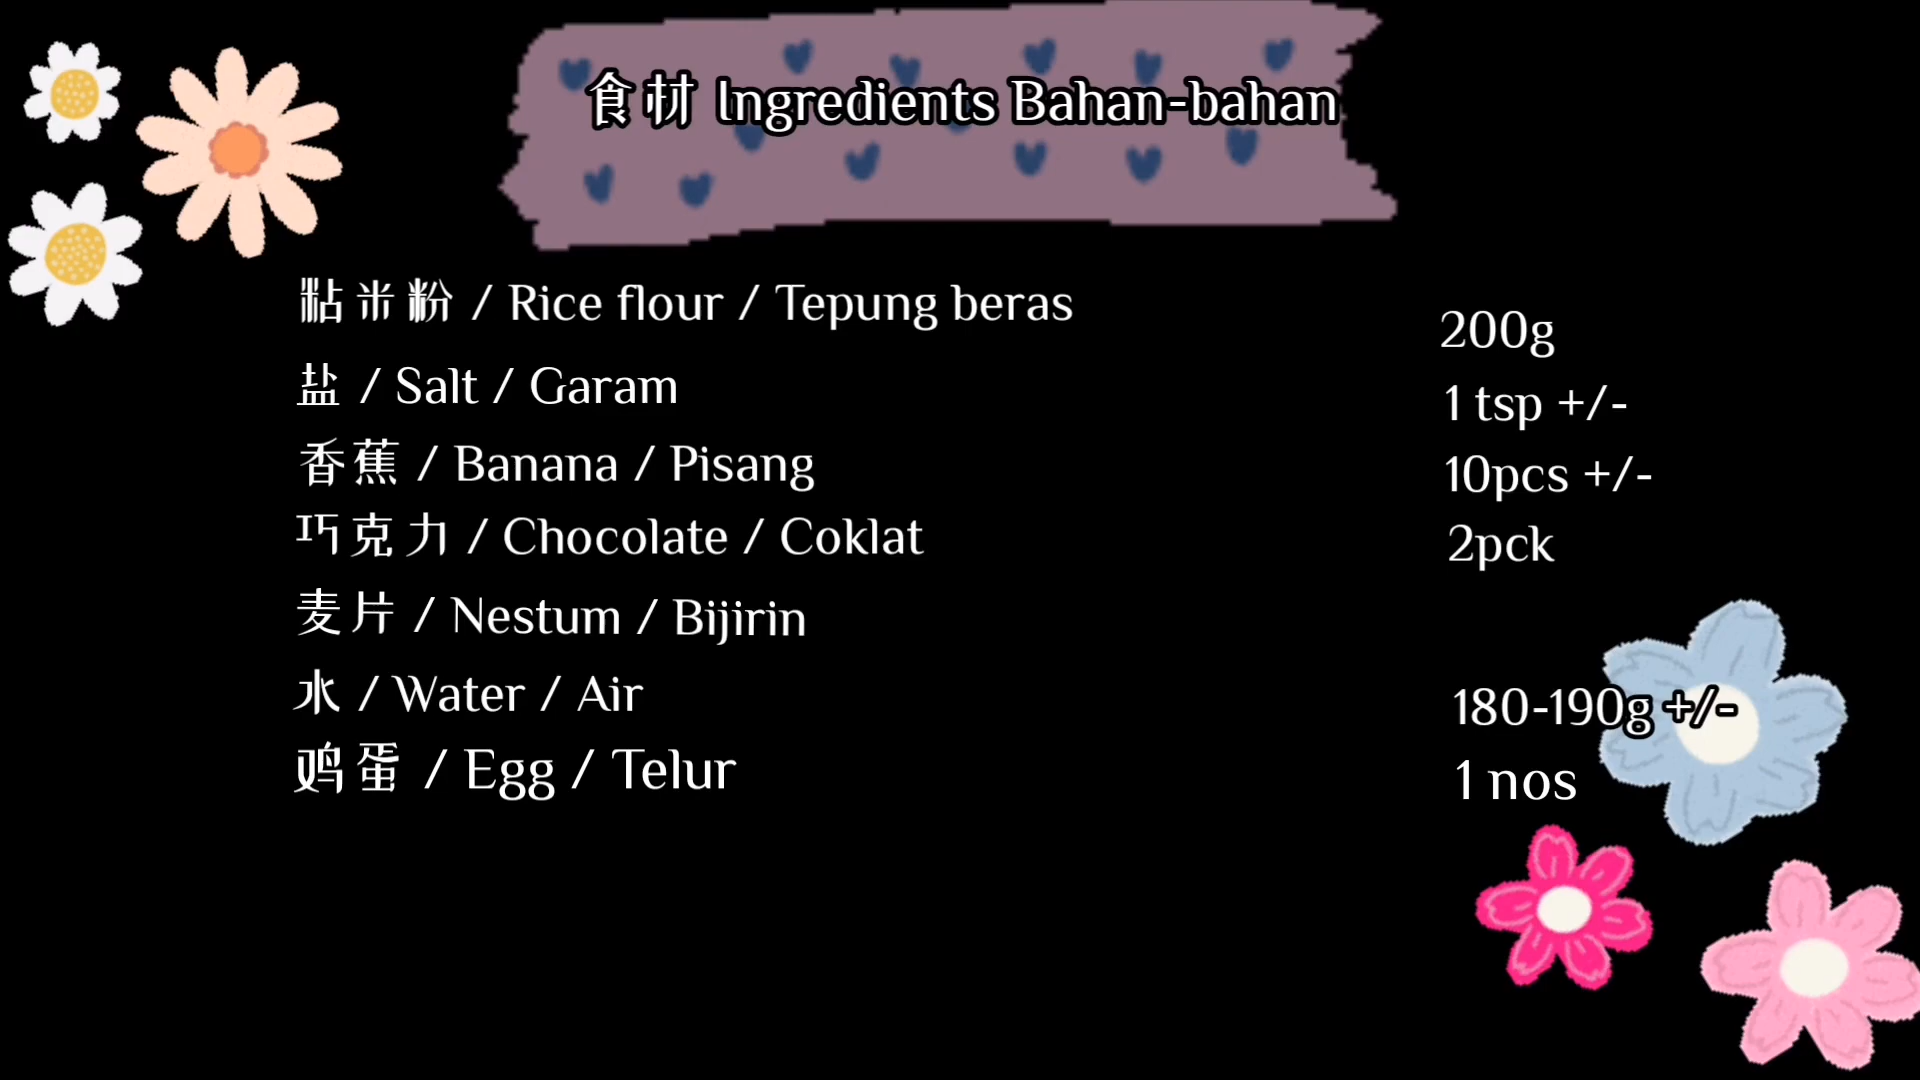 食材 Ingredients Bahan-bahan
粘米粉 / Rice flour / Tepung beras 200g
盐 / Salt / Garam 1 tsp +/-
香蕉 / Banana / Pisang 10pcs +/-
巧克力 / Chocolate / Coklat 2pck
麦片 / Nestum / Bijirin
水 / Water / Air 180-190g +/-
鸡蛋 / Egg / Telur 1 nos